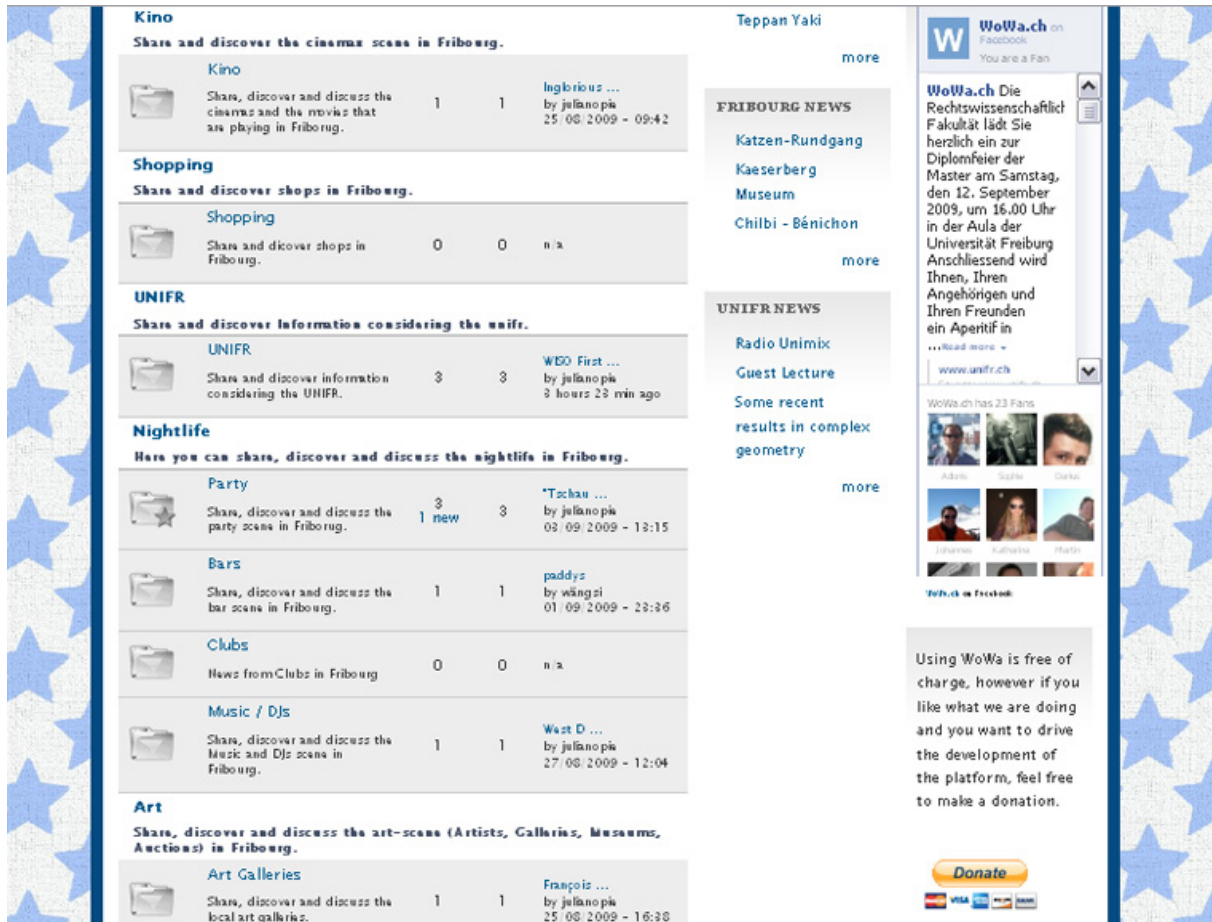 Kino
Share and discover the cinemax scene in Fribourg.
Kino
Share, discover and discuss the
cinemas and the movies that
are playing in Friborug.
1
1
Inglorious ...
by julianopia
25/08/2009 - 09:42
Shopping
Share and discover shops in Fribourg.
Shopping
Share and dicover shops in
Fribourg.
0
0
n/a
UNIFR
Share and discover Information considering the unifr.
UNIFR
Share and discover information
considering the UNIFR.
3
3
WISO First ...
by julianopia
3 hours 23 min ago
Nightlife
Here you can share, discover and discuss the nightlife in Fribourg.
Party
Share, discover and discuss the
party scene in Friborug.
3
1 new
3
"Tschau ...
by julianopia
03/09/2009 - 13:15
Bars
Share, discover and discuss the
bar scene in Fribourg.
1
1
paddys
by wängsi
01/09/2009 - 23:36
Clubs
News from Clubs in Fribourg
0
0
n/a
Music / DJs
Share, discover and discuss the
Music and DJs scene in
Fribourg.
1
1
West D ...
by julianopia
27/08/2009 - 12:04
Art
Share, discover and discuss the art-scene (Artists, Galleries, Museums,
Auctions) in Fribourg.
Art Galleries
Share, discover and discuss the
local art galleries.
1
1
François ...
by julianopia
25/08/2009 - 16:38
Teppan Yaki
more
FRIBOURG NEWS
Katzen-Rundgang
Kaeserberg
Museum
Chilbi - Bénichon
more
UNIFR NEWS
Radio Unimix
Guest Lecture
Some recent
results in complex
geometry
more
W
WoWa.ch on
Facebook
You are a Fan
WoWa.ch Die
Rechtswissenschaftlich
Fakultät lädt Sie
herzlich ein zur
Diplomfeier der
Master am Samstag,
den 12. September
2009, um 16.00 Uhr
in der Aula der
Universität Freiburg
Anschliessend wird
Ihnen, Ihren
Angehörigen und
Ihren Freunden
ein Aperitif in
...Read more
www.unifr.ch
WoWa.ch has 23 Fans
Adonis
Sophie
Darius
Johannes
Katharina
Martin
WoWa.ch on Facebook
Using WoWa is free of
charge, however if you
like what we are doing
and you want to drive
the development of
the platform, feel free
to make a donation.
Donate
VISA